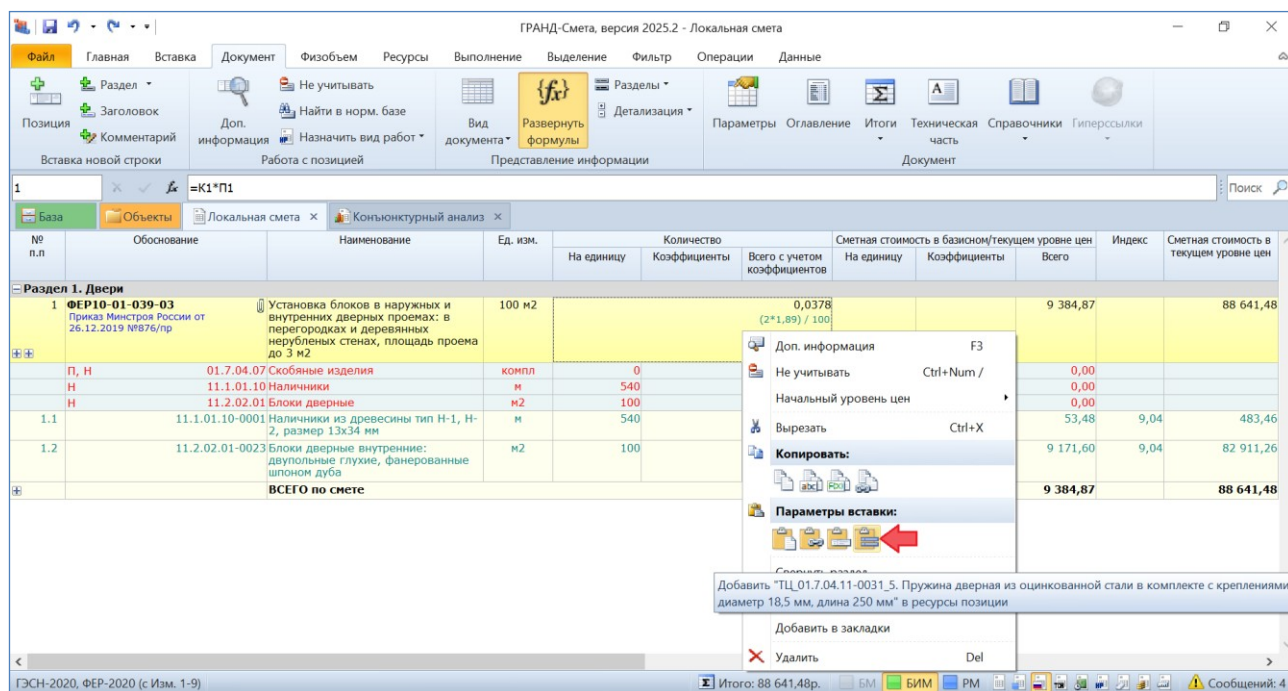 ГРАНД-Смета, версия 2025.2 - Локальная смета
Файл Главная Вставка Документ Физобъем Ресурсы Выполнение Выделение Фильтр Операции Данные
Позиция
Раздел
Заголовок
Комментарий
Вставка новой строки
Доп. информация
Не учитывать
Найти в норм. базе
Назначить вид работ
Работа с позицией
Вид документа
Развернуть формулы
Разделы
Детализация
Представление информации
Параметры Оглавление Итоги Техническая часть Справочники Гиперссылки
Документ
1 fx =К1*П1 Поиск
База Объекты Локальная смета Конъюнктурный анализ
№ п.п Обоснование Наименование Ед. изм. Количество Сметная стоимость в базисном/текущем уровне цен Индекс Сметная стоимость в текущем уровне цен
На единицу Коэффициенты Всего с учетом коэффициентов На единицу Коэффициенты Всего
Раздел 1. Двери
1 ФЕР10-01-039-03 Установка блоков в наружных и 100 м2 0,0378 9 384,87 88 641,48
Приказ Минстроя России от внутренних дверных проемах: в (2*1,89) / 100
26.12.2019 №876/пр перегородках и деревянных
нерубленых стенах, площадь проема
до 3 м2
П, Н 01.7.04.07 Скобяные изделия компл 0 0,00
Н 11.1.01.10 Наличники м 540 0,00
Н 11.2.02.01 Блоки дверные м2 100 0,00
1.1 11.1.01.10-0001 Наличники из древесины тип Н-1, Н- м 540 53,48 9,04 483,46
2, размер 13х34 мм
1.2 11.2.02.01-0023 Блоки дверные внутренние: м2 100 9 171,60 9,04 82 911,26
двупольные глухие, фанерованные
шпоном дуба
ВСЕГО по смете 9 384,87 88 641,48
Доп. информация F3
Не учитывать Ctrl+Num /
Начальный уровень цен
Вырезать Ctrl+X
Копировать:
abc F(x)
Параметры вставки:
Свернуть раздел
Добавить "ТЦ_01.7.04.11-0031_5. Пружина дверная из оцинкованной стали в комплекте с креплениями
диаметр 18,5 мм, длина 250 мм" в ресурсы позиции
Добавить в закладки
Удалить Del
ГЭСН-2020, ФЕР-2020 (с Изм. 1-9) Итого: 88 641,48р. БМ БИМ РМ Сообщений: 4